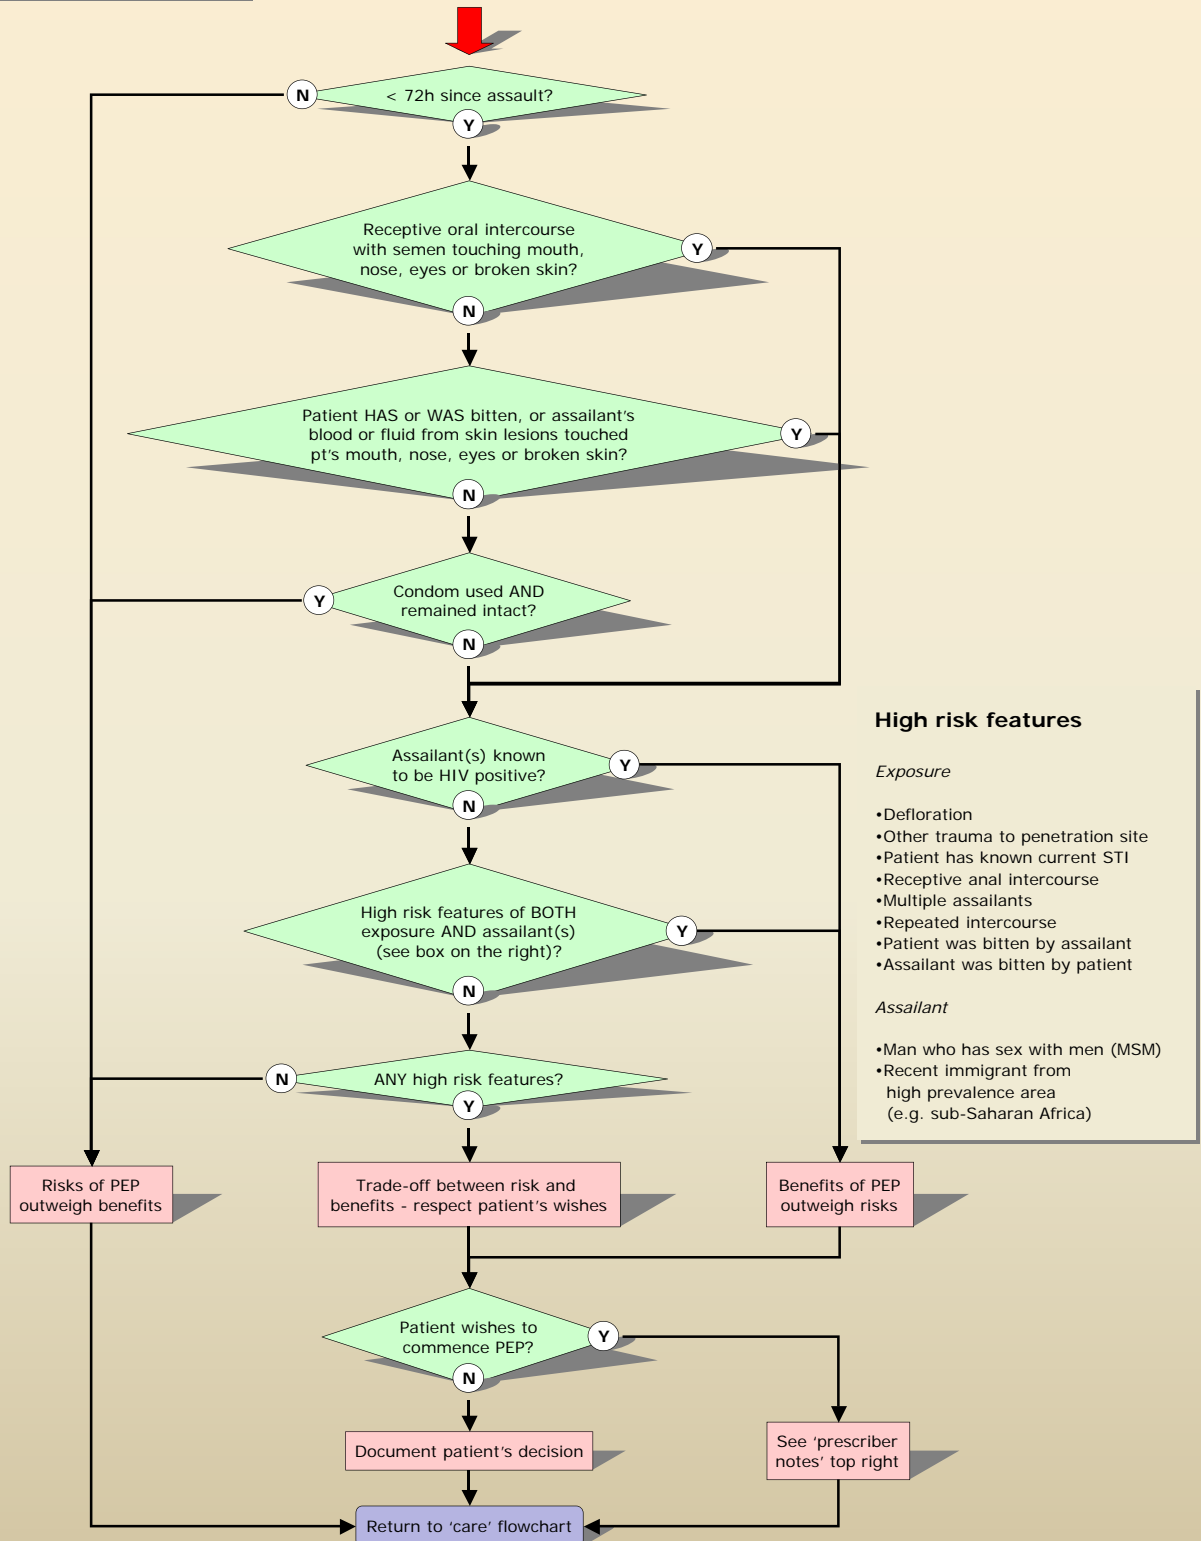 < 72h since assault?
N
Y
Receptive oral intercourse
with semen touching mouth,
nose, eyes or broken skin?
Y
N
Patient HAS or WAS bitten, or assailant's
blood or fluid from skin lesions touched
pt's mouth, nose, eyes or broken skin?
Y
N
Condom used AND
remained intact?
Y
N
Assailant(s) known
to be HIV positive?
Y
N
High risk features of BOTH
exposure AND assailant(s)
(see box on the right)?
Y
N
ANY high risk features?
N
Y
High risk features
Exposure
•Defloration
•Other trauma to penetration site
•Patient has known current STI
•Receptive anal intercourse
•Multiple assailants
•Repeated intercourse
•Patient was bitten by assailant
•Assailant was bitten by patient
Assailant
•Man who has sex with men (MSM)
•Recent immigrant from
high prevalence area
(e.g. sub-Saharan Africa)
Risks of PEP
outweigh benefits
Trade-off between risk and
benefits - respect patient's wishes
Benefits of PEP
outweigh risks
Patient wishes to
commence PEP?
Y
N
Document patient's decision
See ‘prescriber
notes’ top right
Return to ‘care’ flowchart